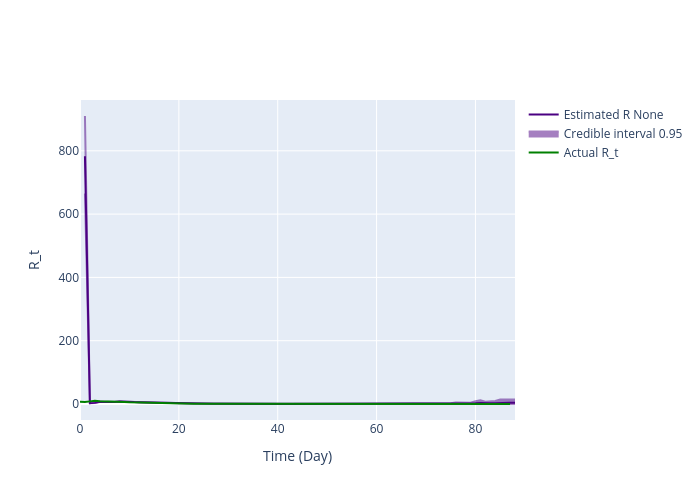 Estimated R None
Credible interval 0.95
Actual R_t
800
600
400
200
0
R_t
0 20 40 60 80
Time (Day)